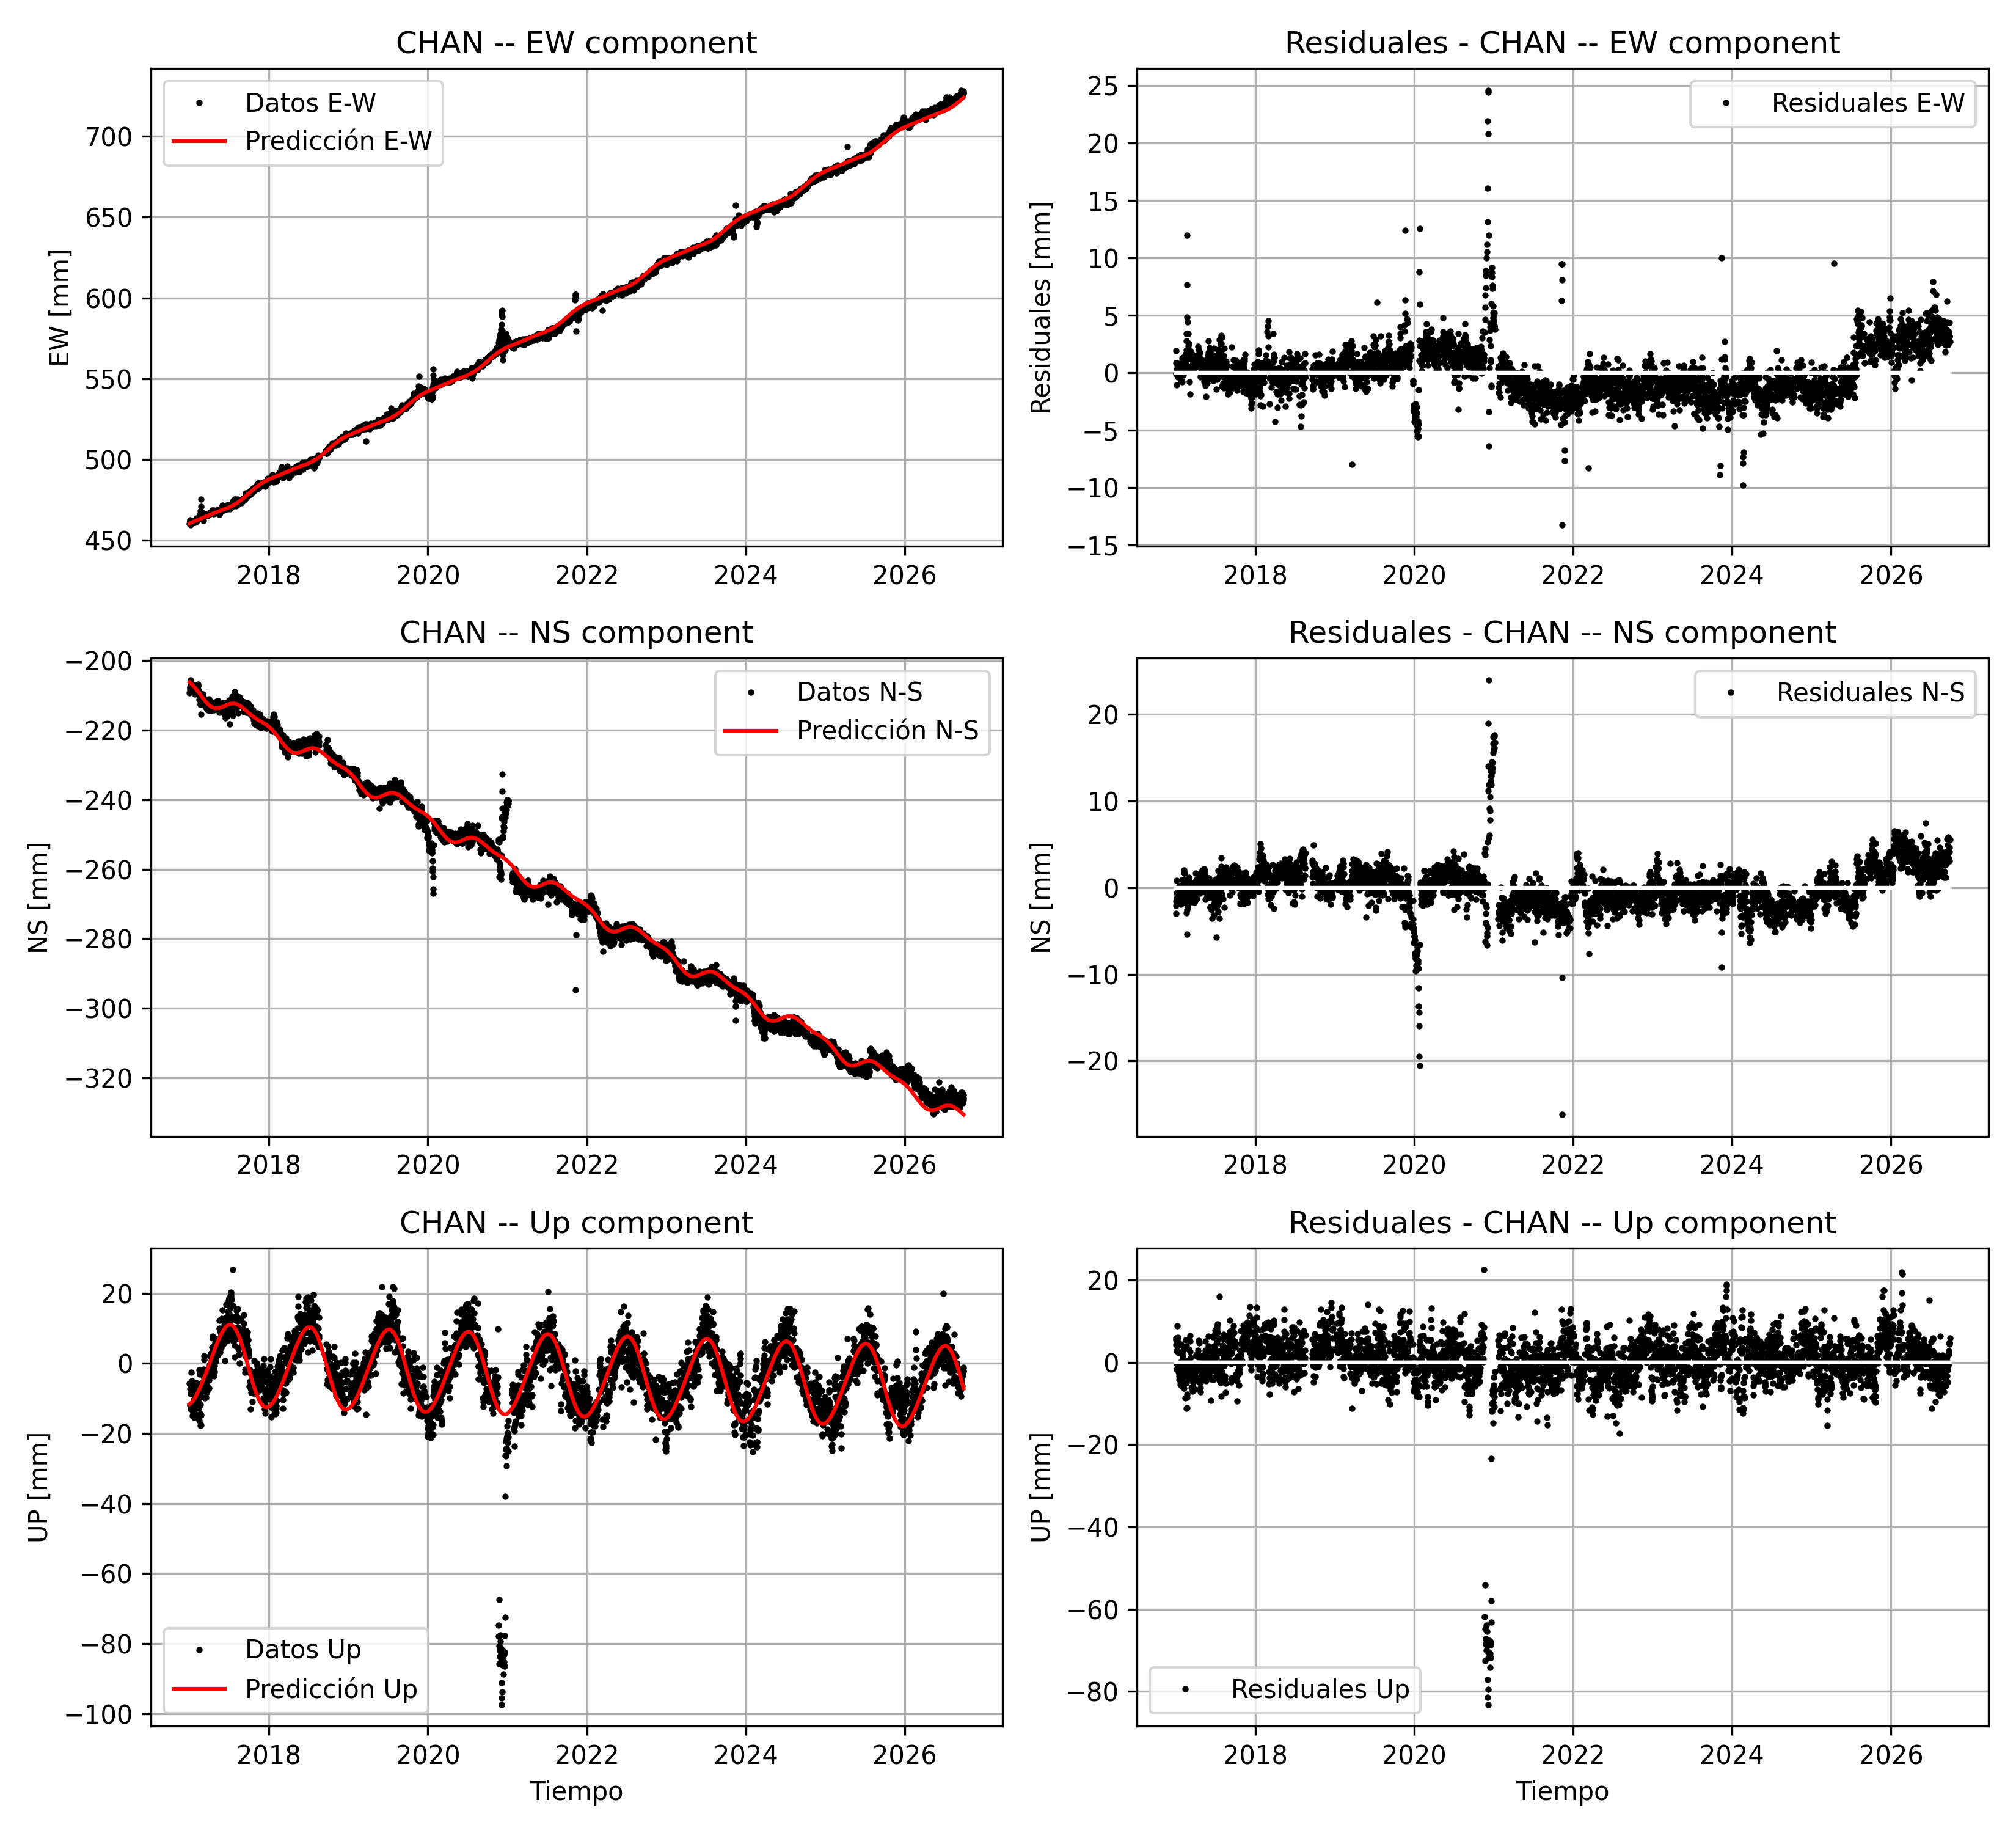 CHAN -- EW component
Datos E-W
Predicción E-W
EW [mm]
700
650
600
550
500
450
2018 2020 2022 2024 2026
Residuales - CHAN -- EW component
Residuales E-W
Residuales [mm]
25
20
15
10
5
0
−5
−10
−15
2018 2020 2022 2024 2026
CHAN -- NS component
Datos N-S
Predicción N-S
NS [mm]
−200
−220
−240
−260
−280
−300
−320
2018 2020 2022 2024 2026
Residuales - CHAN -- NS component
Residuales N-S
NS [mm]
20
10
0
−10
−20
2018 2020 2022 2024 2026
CHAN -- Up component
Datos Up
Predicción Up
UP [mm]
20
0
−20
−40
−60
−80
−100
2018 2020 2022 2024 2026
Tiempo
Residuales - CHAN -- Up component
Residuales Up
UP [mm]
20
0
−20
−40
−60
−80
2018 2020 2022 2024 2026
Tiempo